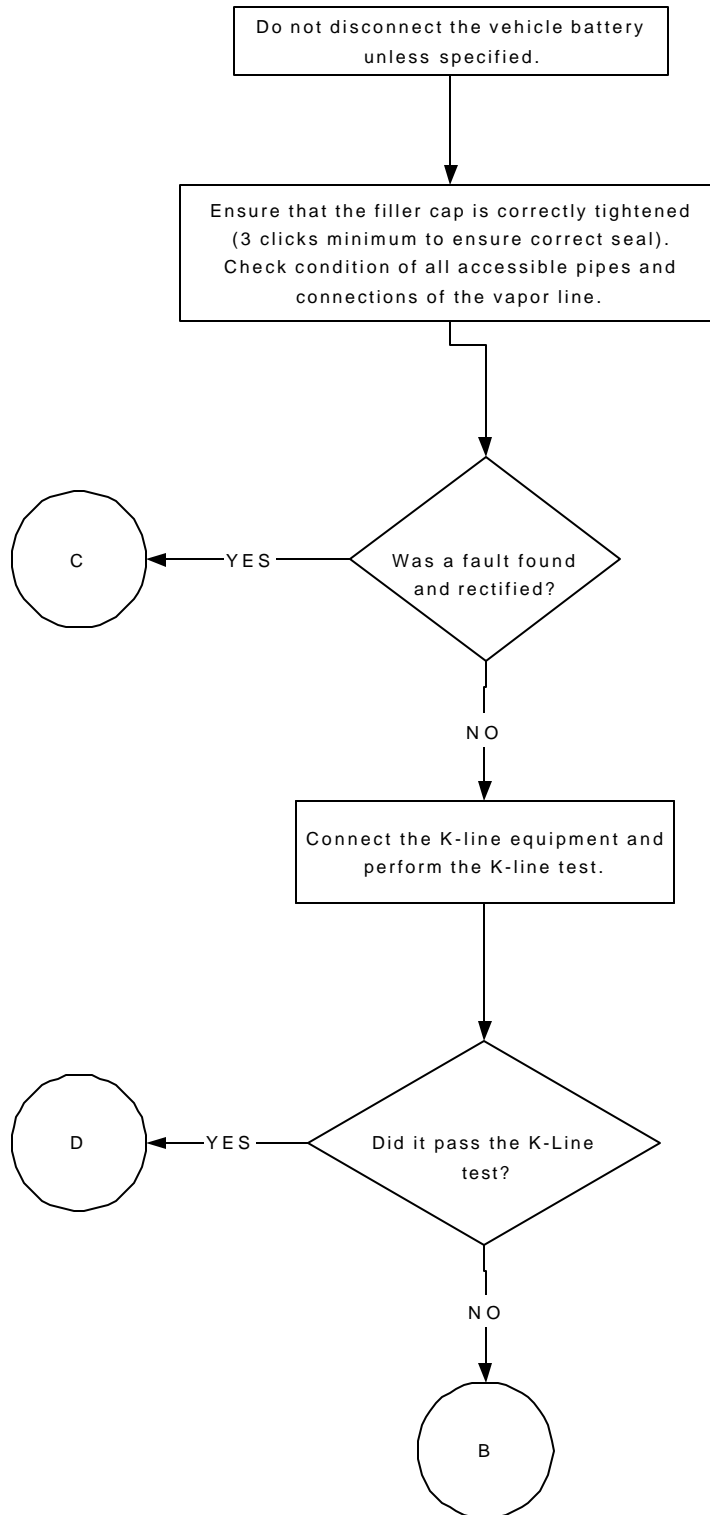 Do not disconnect the vehicle battery
unless specified.
Ensure that the filler cap is correctly tightened
(3 clicks minimum to ensure correct seal).
Check condition of all accessible pipes and
connections of the vapor line.
C
YES
Was a fault found
and rectified?
NO
Connect the K-line equipment and
perform the K-line test.
D
YES
Did it pass the K-Line
test?
NO
B